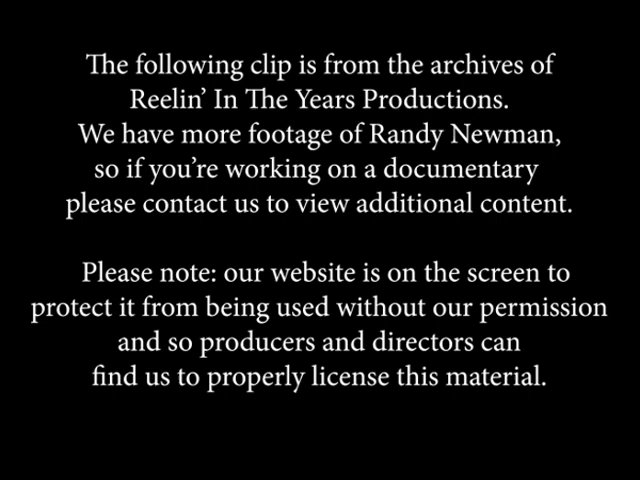 The following clip is from the archives of
Reelin’ In The Years Productions.
We have more footage of Randy Newman,
so if you’re working on a documentary
please contact us to view additional content.
Please note: our website is on the screen to
protect it from being used without our permission
and so producers and directors can
find us to properly license this material.